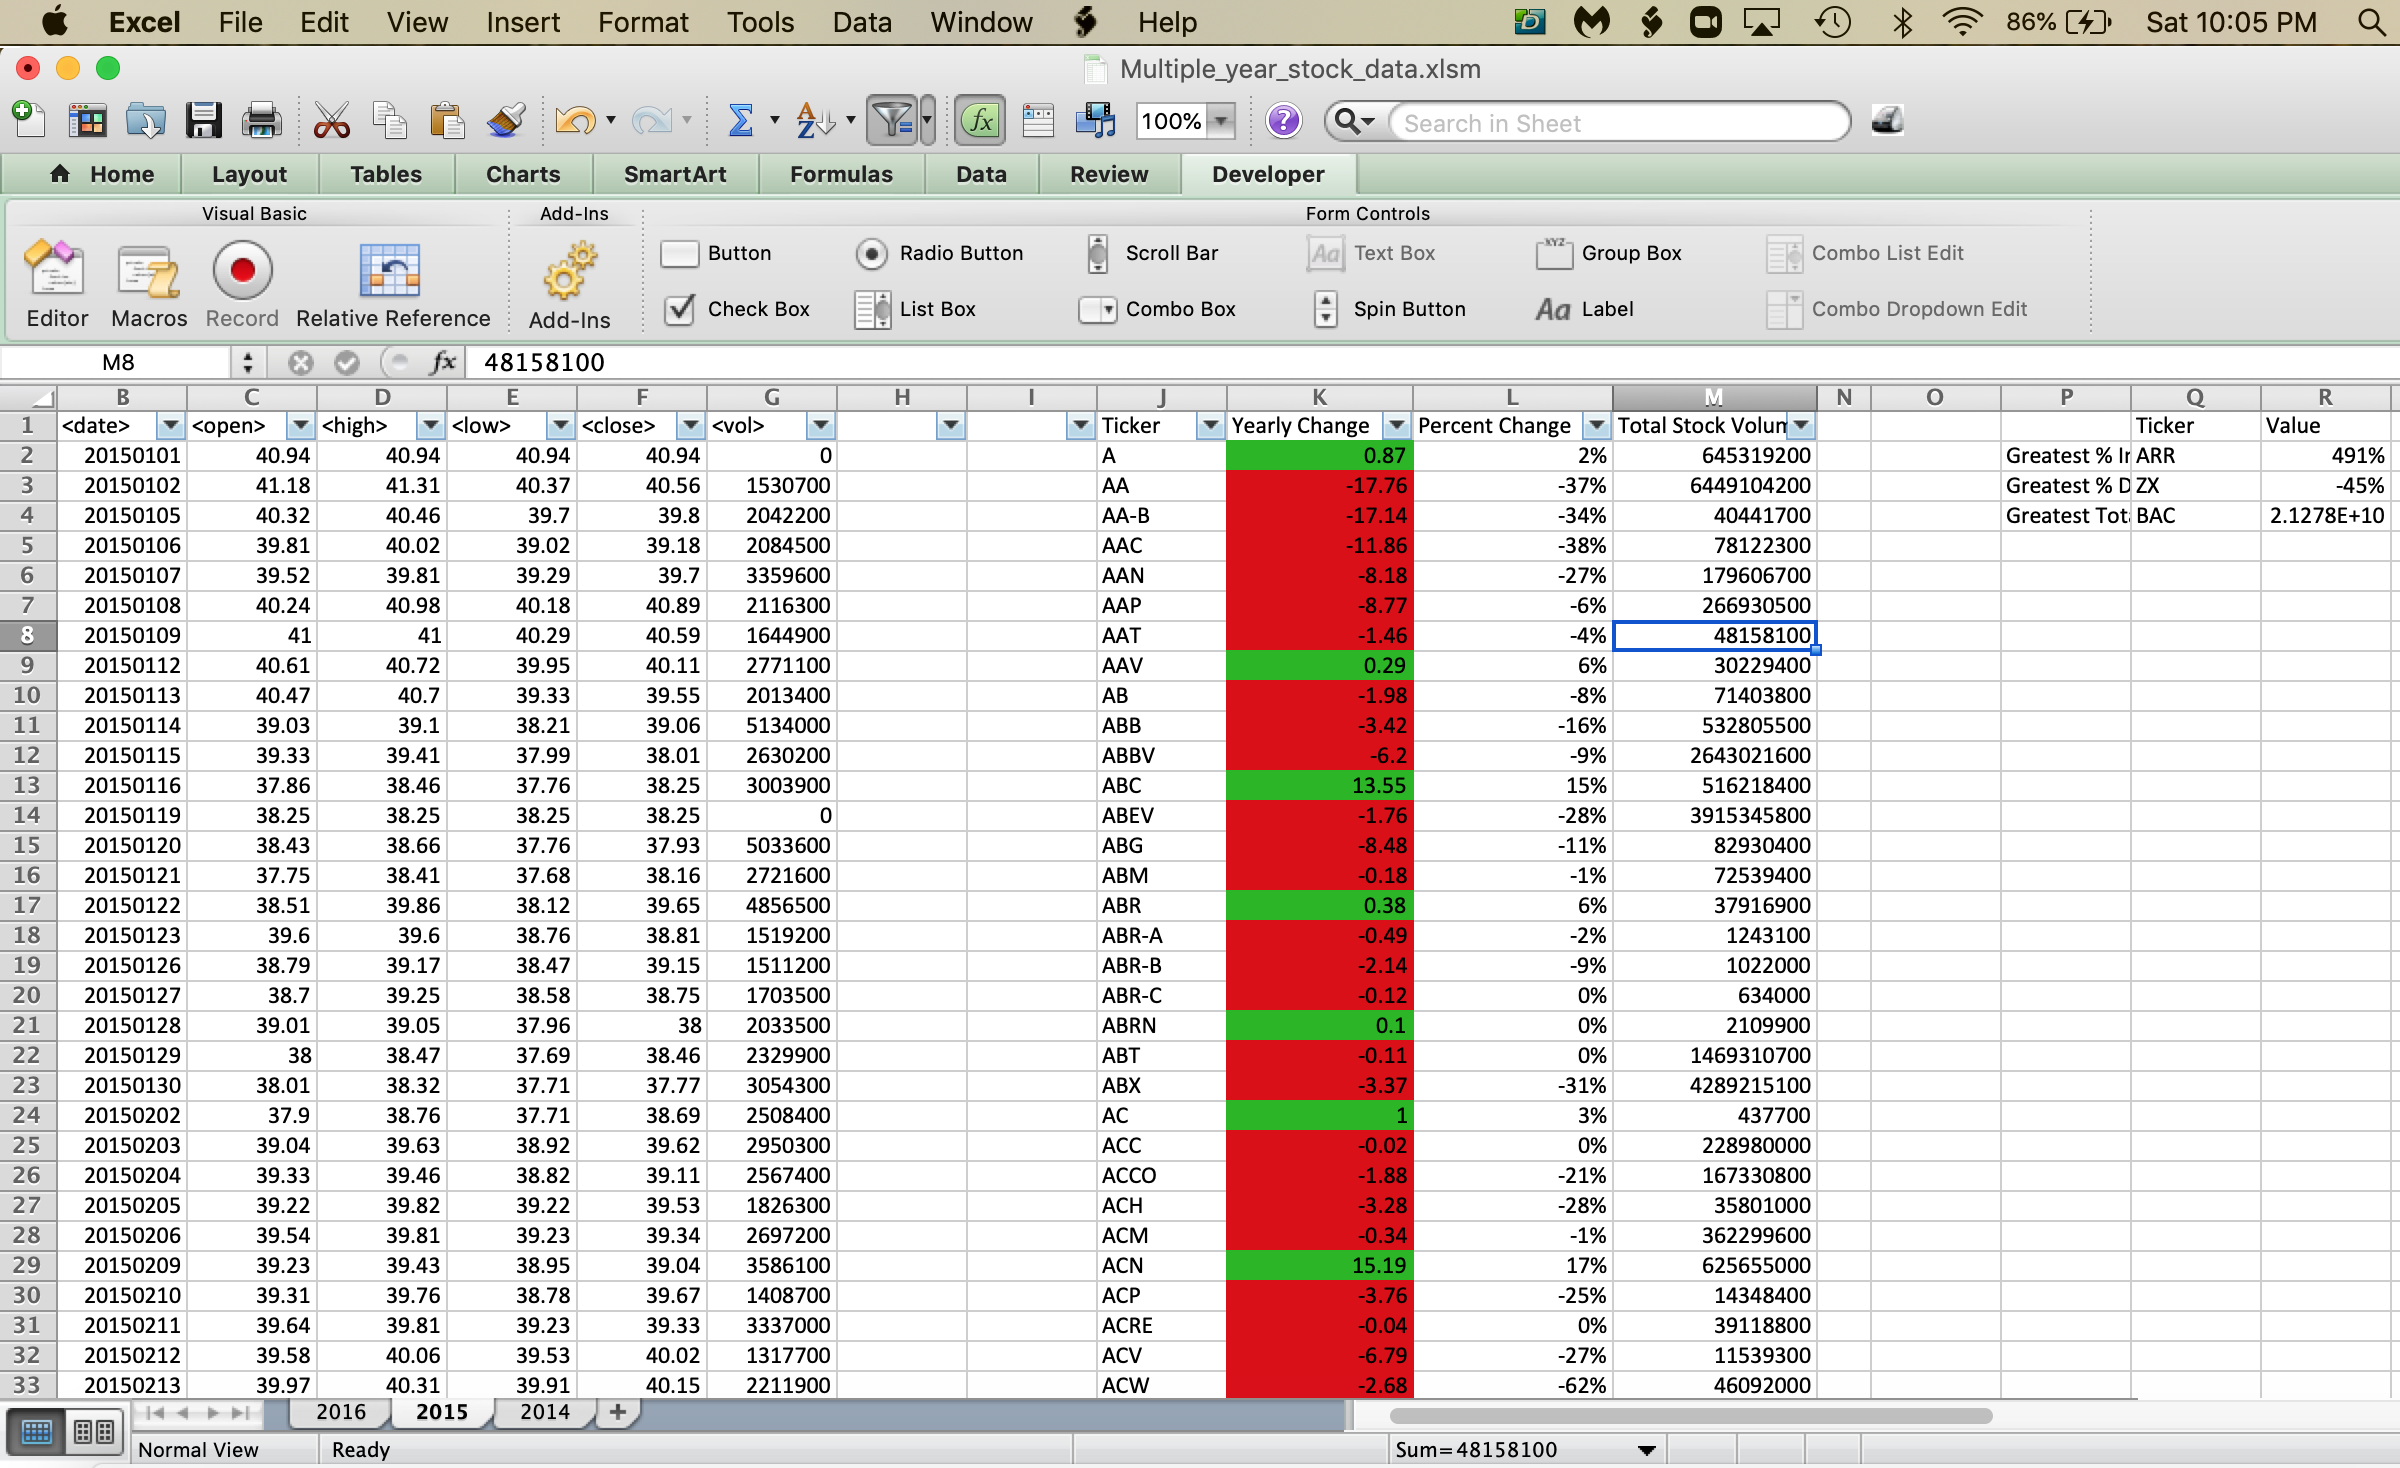 Excel File Edit View Insert Format Tools Data Window Help 86% Sat 10:05 PM
Multiple_year_stock_data.xlsm
100% Search in Sheet
Home Layout Tables Charts SmartArt Formulas Data Review Developer
Visual Basic Add-Ins Form Controls
Button Radio Button Scroll Bar Text Box Group Box Combo List Edit
Check Box List Box Combo Box Spin Button Label Combo Dropdown Edit
Editor Macros Record Relative Reference Add-Ins
M8 fx 48158100
B C D E F G H I J K L M N O P Q R
1 <date> <open> <high> <low> <close> <vol> Ticker Yearly Change Percent Change Total Stock Volum Ticker Value
2 20150101 40.94 40.94 40.94 40.94 0 A 0.87 2% 645319200 Greatest % Ir ARR 491%
3 20150102 41.18 41.31 40.37 40.56 1530700 AA -17.76 -37% 6449104200 Greatest % D ZX -45%
4 20150105 40.32 40.46 39.7 39.8 2042200 AA-B -17.14 -34% 40441700 Greatest Tot BAC 2.1278E+10
5 20150106 39.81 40.02 39.02 39.18 2084500 AAC -11.86 -38% 78122300
6 20150107 39.52 39.81 39.29 39.7 3359600 AAN -8.18 -27% 179606700
7 20150108 40.24 40.98 40.18 40.89 2116300 AAP -8.77 -6% 266930500
8 20150109 41 41 40.29 40.59 1644900 AAT -1.46 -4% 48158100
9 20150112 40.61 40.72 39.95 40.11 2771100 AAV 0.29 6% 30229400
10 20150113 40.47 40.7 39.33 39.55 2013400 AB -1.98 -8% 71403800
11 20150114 39.03 39.1 38.21 39.06 5134000 ABB -3.42 -16% 532805500
12 20150115 39.33 39.41 37.99 38.01 2630200 ABBV -6.2 -9% 2643021600
13 20150116 37.86 38.46 37.76 38.25 3003900 ABC 13.55 15% 516218400
14 20150119 38.25 38.25 38.25 38.25 0 ABEV -1.76 -28% 3915345800
15 20150120 38.43 38.66 37.76 37.93 5033600 ABG -8.48 -11% 82930400
16 20150121 37.75 38.41 37.68 38.16 2721600 ABM -0.18 -1% 72539400
17 20150122 38.51 39.86 38.12 39.65 4856500 ABR 0.38 6% 37916900
18 20150123 39.6 39.6 38.76 38.81 1519200 ABR-A -0.49 -2% 1243100
19 20150126 38.79 39.17 38.47 39.15 1511200 ABR-B -2.14 -9% 1022000
20 20150127 38.7 39.25 38.58 38.75 1703500 ABR-C -0.12 0% 634000
21 20150128 39.01 39.05 37.96 38 2033500 ABRN 0.1 0% 2109900
22 20150129 38 38.47 37.69 38.46 2329900 ABT -0.11 0% 1469310700
23 20150130 38.01 38.32 37.71 37.77 3054300 ABX -3.37 -31% 4289215100
24 20150202 37.9 38.76 37.71 38.69 2508400 AC 1 3% 437700
25 20150203 39.04 39.63 38.92 39.62 2950300 ACC -0.02 0% 228980000
26 20150204 39.33 39.46 38.82 39.11 2567400 ACCO -1.88 -21% 167330800
27 20150205 39.22 39.82 39.22 39.53 1826300 ACH -3.28 -28% 35801000
28 20150206 39.54 39.81 39.23 39.34 2697200 ACM -0.34 -1% 362299600
29 20150209 39.23 39.43 38.95 39.04 3586100 ACN 15.19 17% 625655000
30 20150210 39.31 39.76 38.78 39.67 1408700 ACP -3.76 -25% 14348400
31 20150211 39.64 39.81 39.23 39.33 3337000 ACRE -0.04 0% 39118800
32 20150212 39.58 40.06 39.53 40.02 1317700 ACV -6.79 -27% 11539300
33 20150213 39.97 40.31 39.91 40.15 2211900 ACW -2.68 -62% 46092000
2016 2015 2014 +
Normal View Ready Sum=48158100